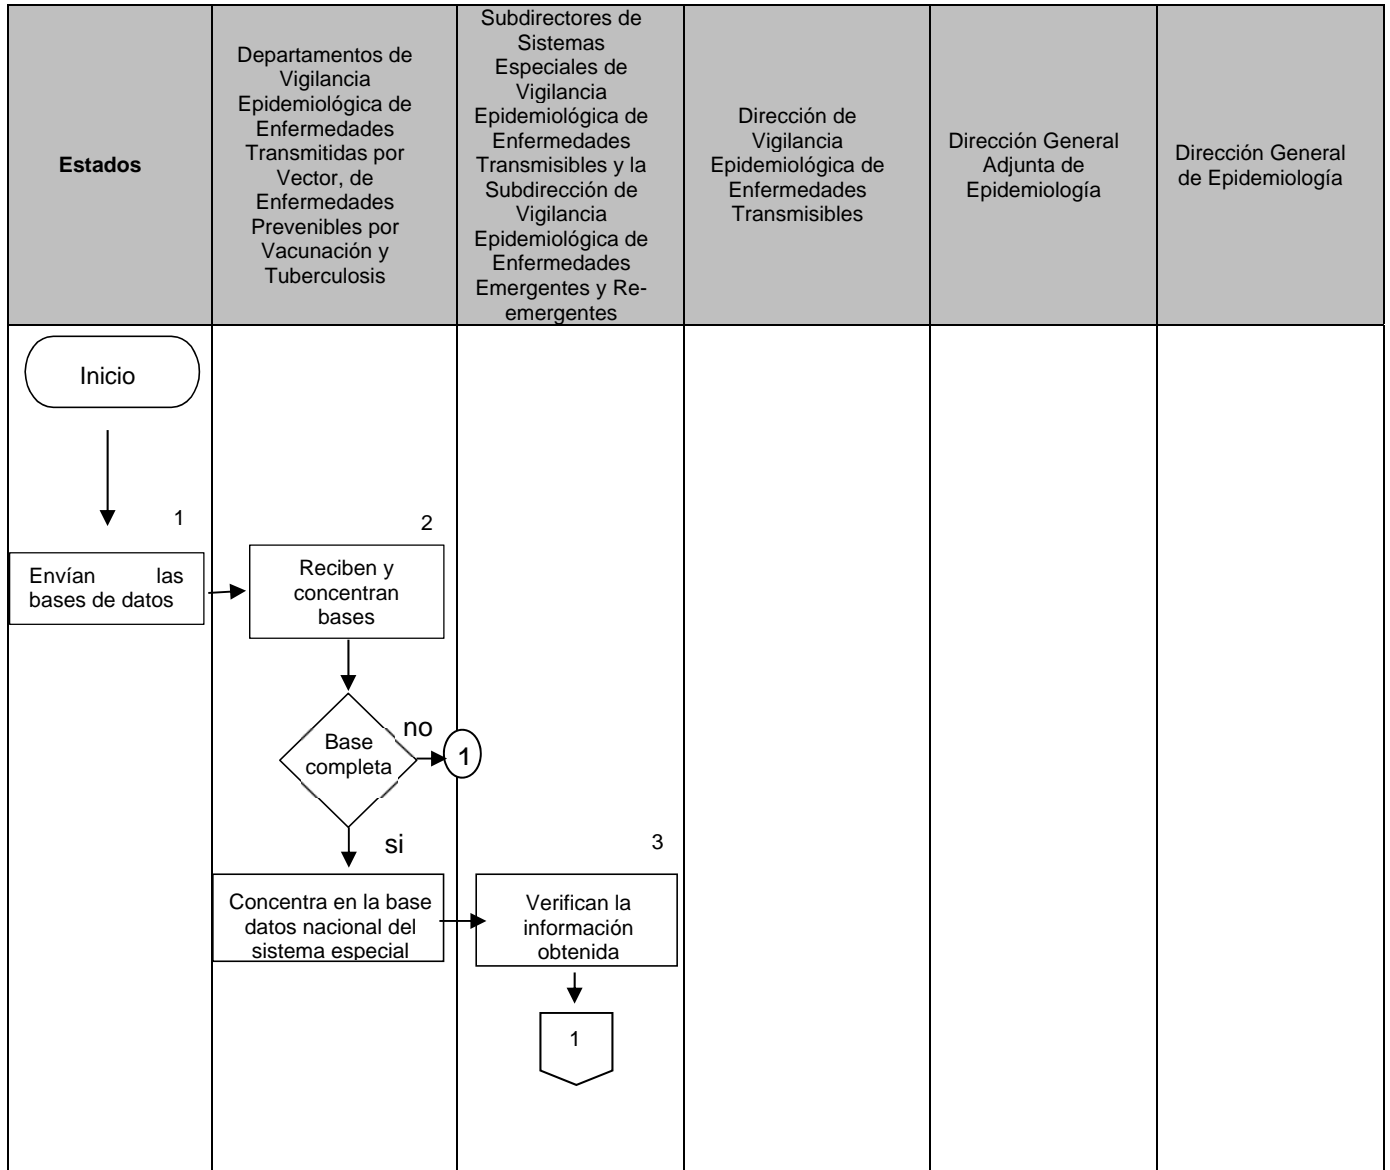 Estados
Departamentos de
Vigilancia
Epidemiológica de
Enfermedades
Transmitidas por
Vector, de
Enfermedades
Prevenibles por
Vacunación y
Tuberculosis
Subdirectores de
Sistemas
Especiales de
Vigilancia
Epidemiológica de
Enfermedades
Transmisibles y la
Subdirección de
Vigilancia
Epidemiológica de
Enfermedades
Emergentes y Re-
emergentes
Dirección de
Vigilancia
Epidemiológica de
Enfermedades
Transmisibles
Dirección General
Adjunta de
Epidemiología
Dirección General
de Epidemiología
Inicio
1
Envían las
bases de datos
2
Reciben y
concentran
bases
Base
completa
no
1
si
Concentra en la base
datos nacional del
sistema especial
3
Verifican la
información
obtenida
1